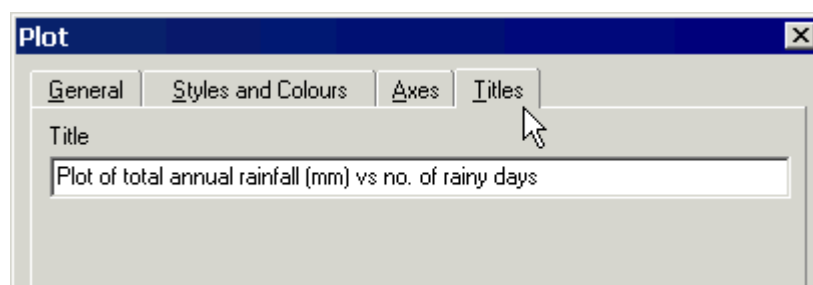 Plot
General Styles and Colours Axes Titles
Title
Plot of total annual rainfall (mm) vs no. of rainy days